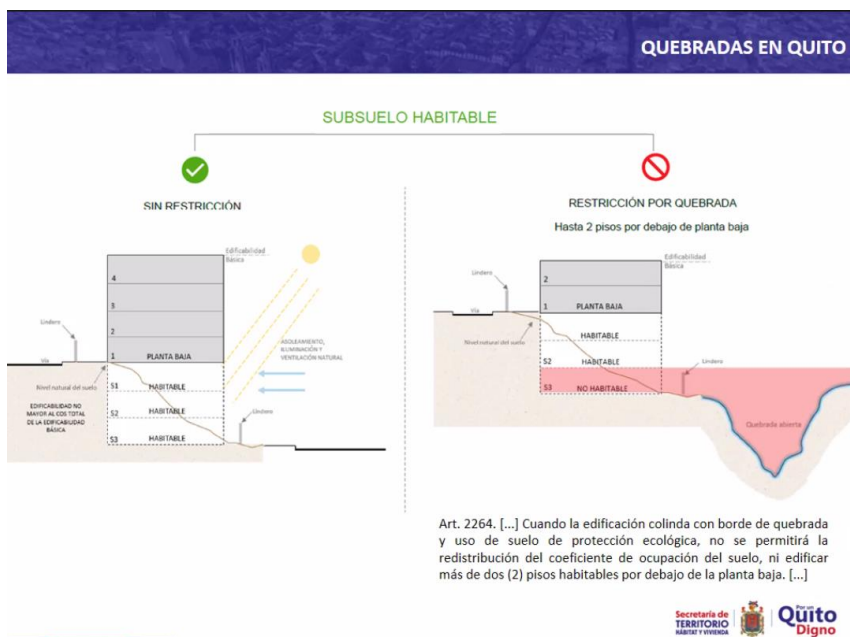 QUEBRADAS EN QUITO
SUBSUELO HABITABLE
SIN RESTRICCIÓN
Edificabilidad
Básica
4
3
2
1 PLANTA BAJA
Lindero
Vía
Nivel natural del suelo
ASOLEAMIENTO,
ILUMINACIÓN Y
VENTILACIÓN NATURAL
S1 HABITABLE
S2 HABITABLE
S3 HABITABLE
EDIFICABILIDAD NO
MAYOR AL COS TOTAL
DE LA EDIFICABILIDAD
BÁSICA
Lindero
RESTRICCIÓN POR QUEBRADA
Hasta 2 pisos por debajo de planta baja
Edificabilidad
Básica
Lindero
Vía
2
1 PLANTA BAJA
Nivel natural del suelo
HABITABLE
S2 HABITABLE
S3 NO HABITABLE
Lindero
Quebrada abierta
Art. 2264. [...] Cuando la edificación colinda con borde de quebrada
y uso de suelo de protección ecológica, no se permitirá la
redistribución del coeficiente de ocupación del suelo, ni edificar
más de dos (2) pisos habitables por debajo de la planta baja. [...]
Secretaría de
TERRITORIO
HÁBITAT Y VIVIENDA
Por un
Quito
Digno